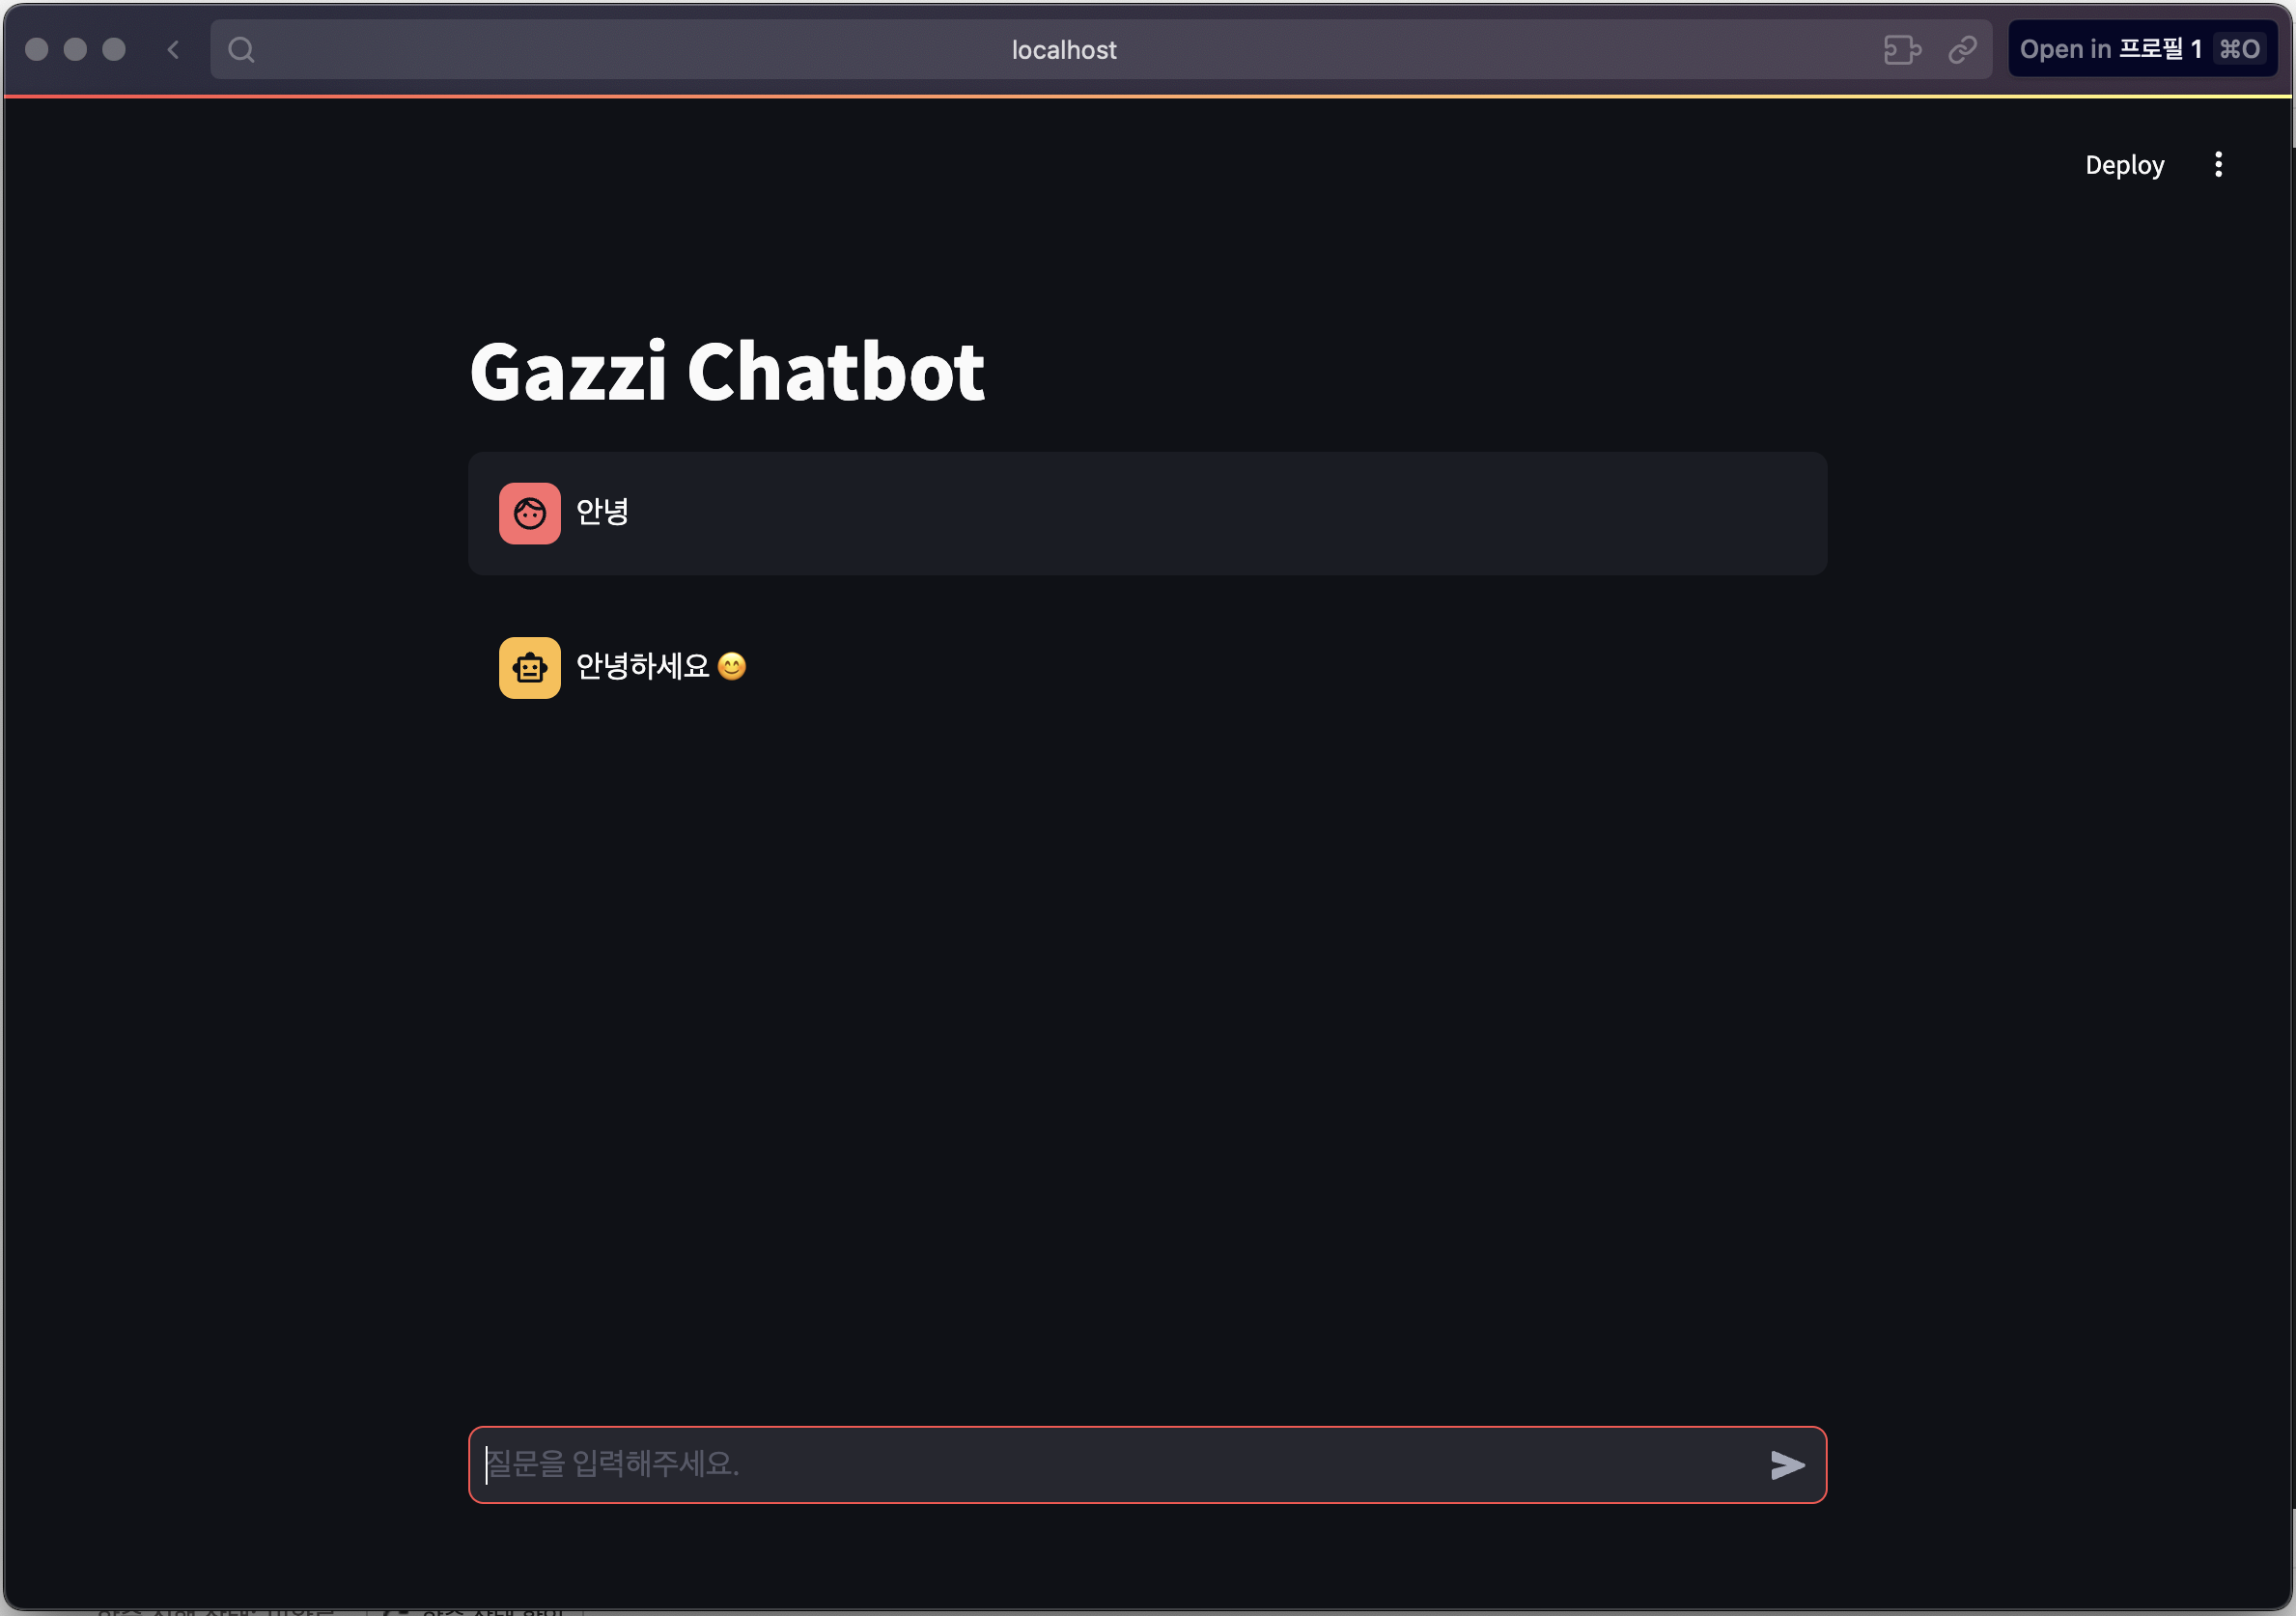 localhost
Open in 프로필 1 ⌘O
Deploy
Gazzi Chatbot
안녕
안녕하세요 😊
질문을 입력해주세요.